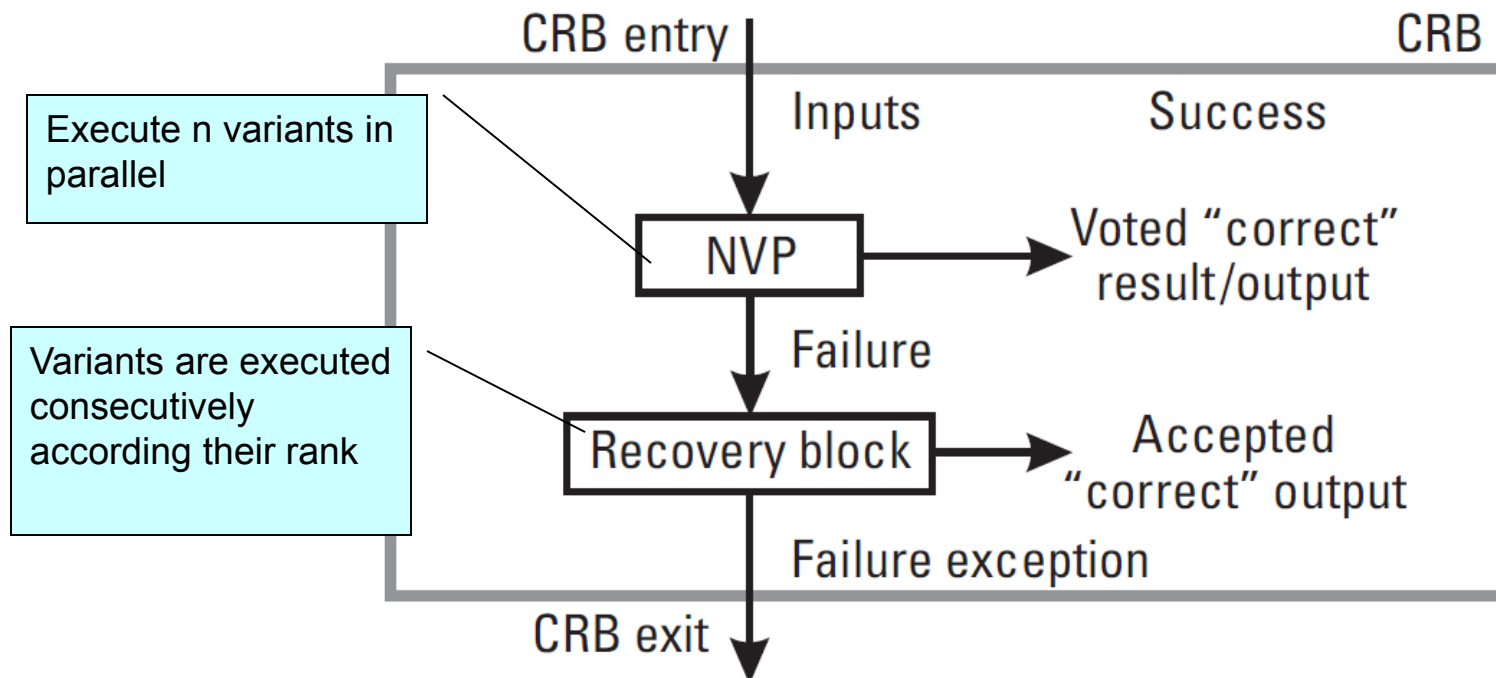 CRB entry
CRB
Execute n variants in
parallel
Inputs
Success
NVP
Voted “correct”
result/output
Variants are executed
consecutively
according their rank
Failure
Recovery block
Accepted
“correct” output
Failure exception
CRB exit